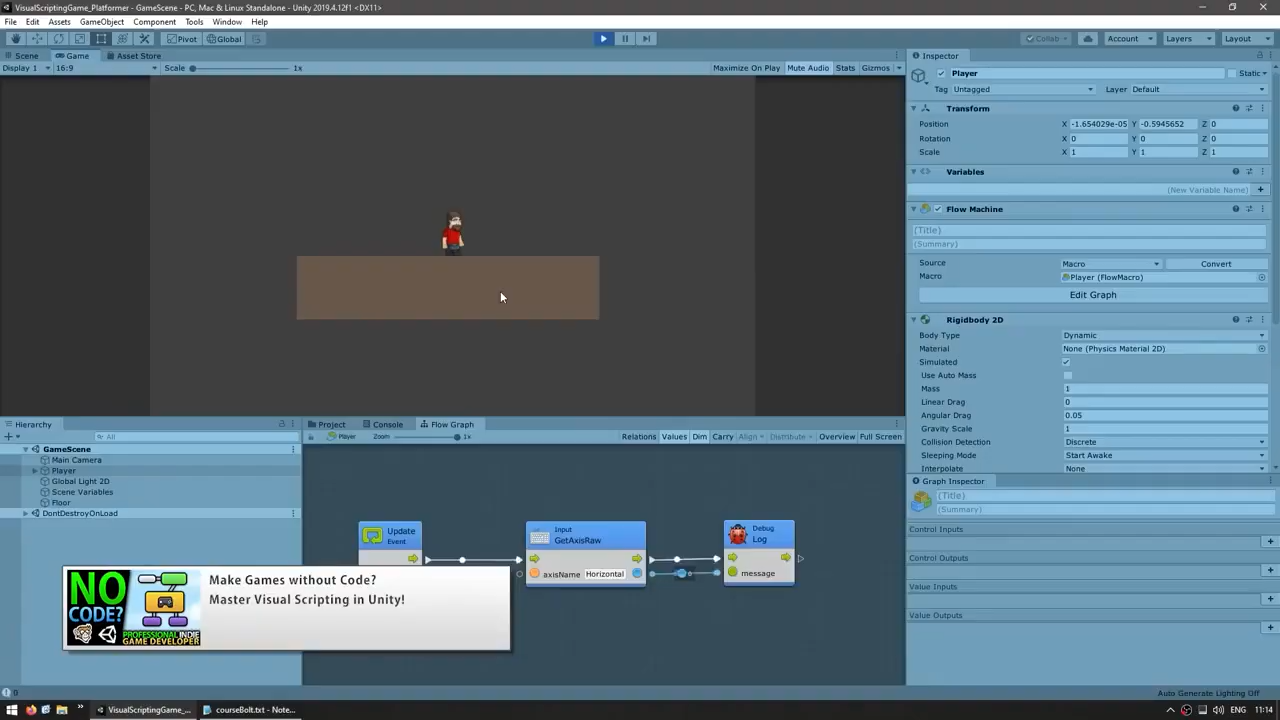 VisualScriptingGame_Platformer - GameScene - PC, Mac & Linux Standalone - Unity 2019.4.12f1 <DX11>
File Edit Assets GameObject Component Tools Window Help
Pivot Global Collab Account Layers Layout
Scene Game Asset Store
Display 1 16:9 Scale 1x Maximize On Play Mute Audio Stats Gizmos
Inspector
Player Static
Tag Untagged Layer Default
Transform
Position X -1.654029e-05 Y -0.5945652 Z 0
Rotation X 0 Y 0 Z 0
Scale X 1 Y 1 Z 1
Variables
(New Variable Name)
Flow Machine
(Title)
(Summary)
Source Macro Convert
Macro Player (FlowMacro)
Edit Graph
Rigidbody 2D
Body Type Dynamic
Material None (Physics Material 2D)
Simulated
Use Auto Mass
Mass 1
Linear Drag 0
Angular Drag 0.05
Gravity Scale 1
Collision Detection Discrete
Sleeping Mode Start Awake
Interpolate None
Graph Inspector
(Title)
(Summary)
Control Inputs
Control Outputs
Value Inputs
Value Outputs
Hierarchy
All
GameScene
Main Camera
Player
Global Light 2D
Scene Variables
Floor
DontDestroyOnLoad
Project Console Flow Graph
Player Zoom 1x Relations Values Dim Carry Align Distribute Overview Full Screen
Update
Event
Input
GetAxisRaw
axisName Horizontal
0
Debug
Log
message
NO
CODE?
PROFESSIONAL INDIE
GAME DEVELOPER
Make Games without Code?
Master Visual Scripting in Unity!
0
Auto Generate Lighting Off
VisualScriptingGame_... courseBolt.txt - Note... ENG 11:14